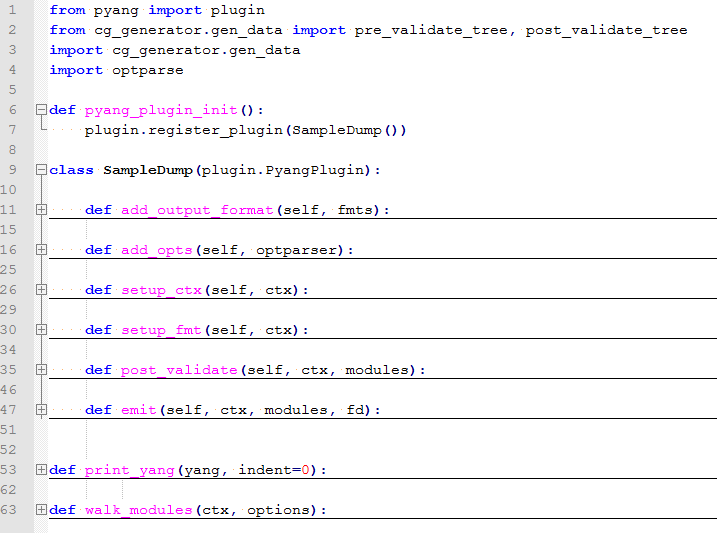 1 from pyang import plugin
2 from cg_generator.gen_data import pre_validate_tree, post_validate_tree
3 import cg_generator.gen_data
4 import optparse
5
6 def pyang_plugin_init():
7 plugin.register_plugin(SampleDump())
8
9 class SampleDump(plugin.PyangPlugin):
10
11 def add_output_format(self, fmts):
15
16 def add_opts(self, optparser):
25
26 def setup_ctx(self, ctx):
29
30 def setup_fmt(self, ctx):
34
35 def post_validate(self, ctx, modules):
46
47 def emit(self, ctx, modules, fd):
51
52
53 def print_yang(yang, indent=0):
62
63 def walk_modules(ctx, options):